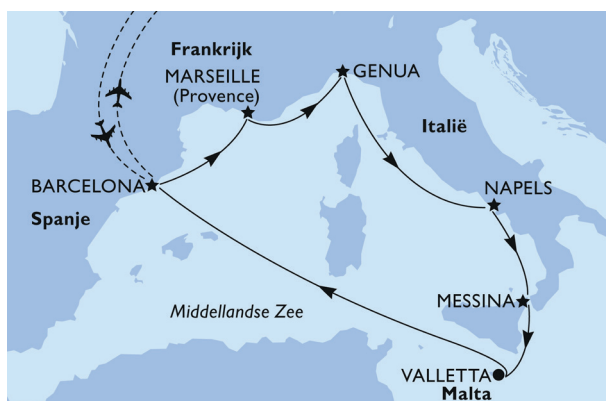 Frankrijk
MARSEILLE
(Provence)
GENUA
Italië
BARCELONA
Spanje
NAPELS
MESSINA
Middellandse Zee
VALLETTA
Malta